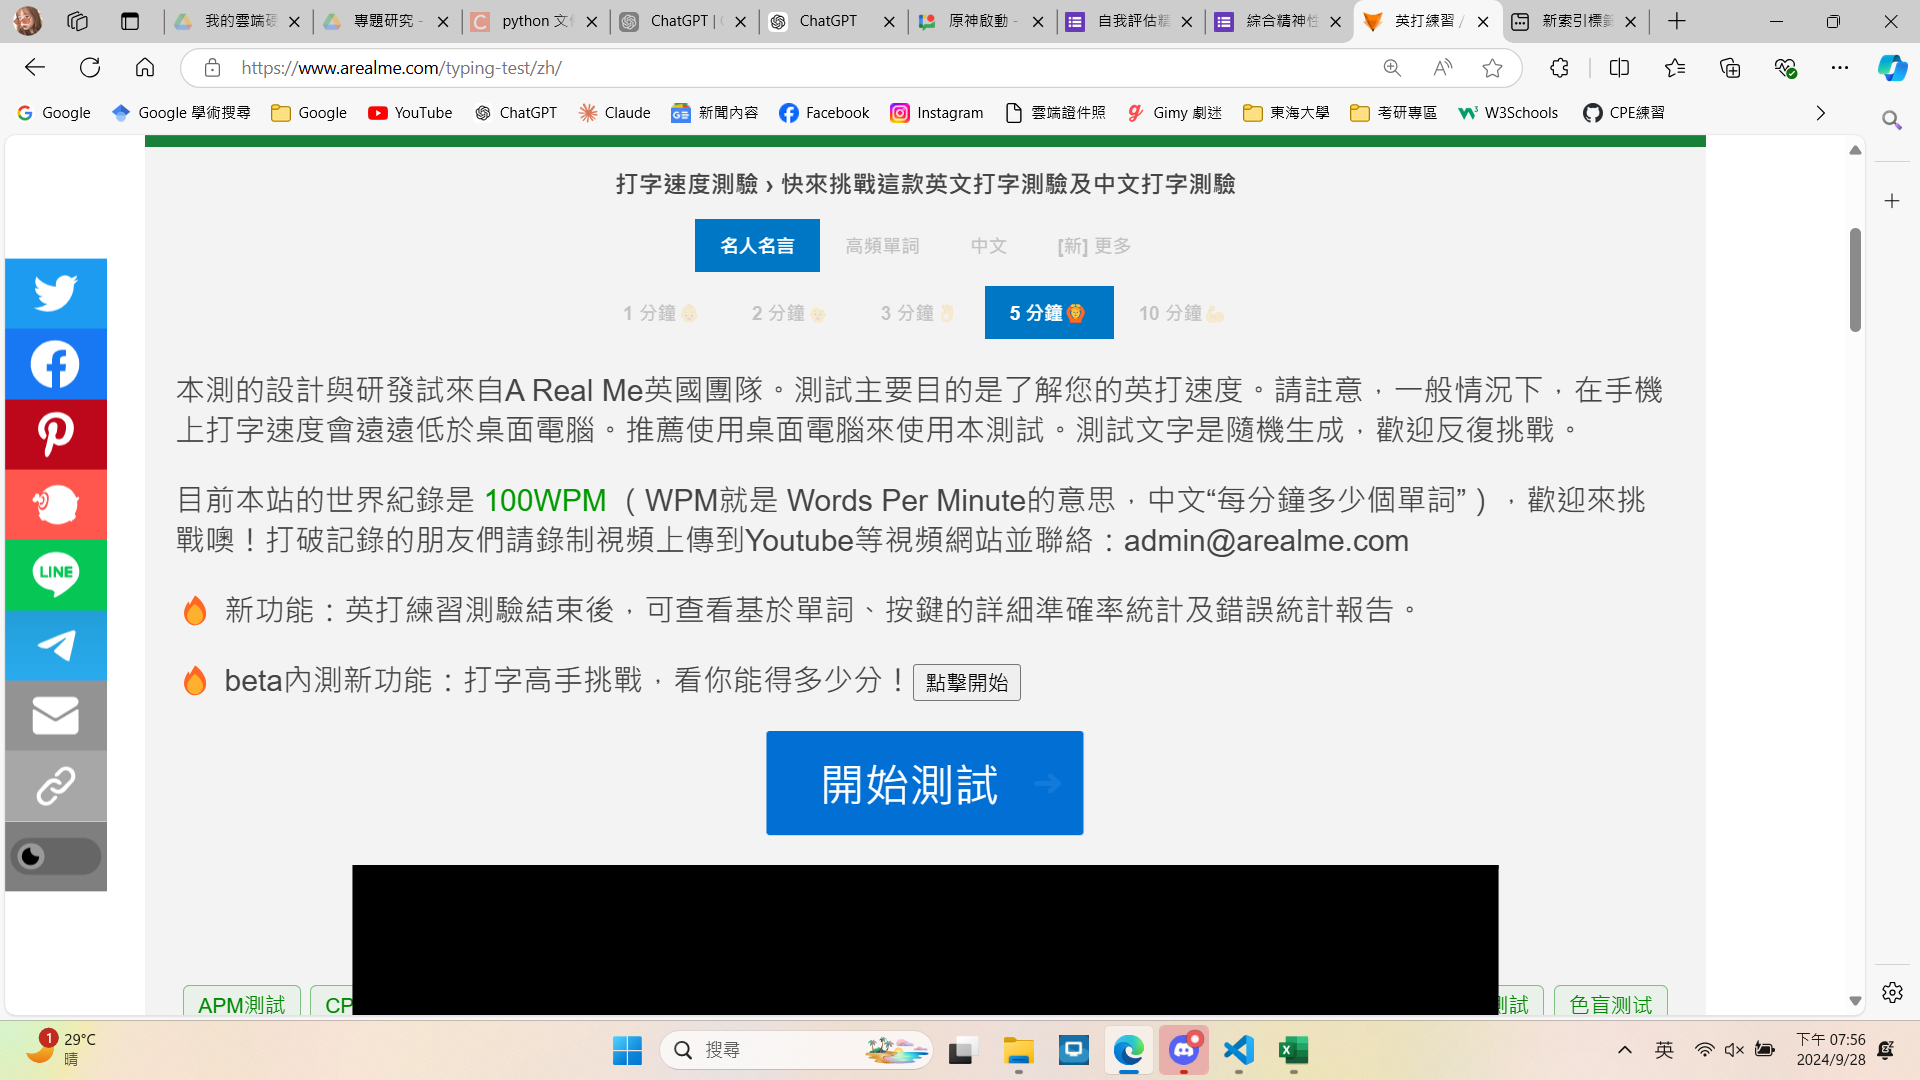 我的雲端硬
專題研究 -
python 文件
ChatGPT |
ChatGPT
原神啟動 -
自我評估精
綜合精神性
英打練習 /
新索引標籤
https://www.arealme.com/typing-test/zh/
Google
Google 學術搜尋
Google
YouTube
ChatGPT
Claude
新聞內容
Facebook
Instagram
雲端證件照
Gimy 劇迷
東海大學
考研專區
W3Schools
CPE練習
打字速度測驗 › 快來挑戰這款英文打字測驗及中文打字測驗
名人名言 高頻單詞 中文 [新] 更多
1 分鐘 2 分鐘 3 分鐘 5 分鐘 10 分鐘
本測的設計與研發試來自A Real Me英國團隊。測試主要目的是了解您的英打速度。請註意，一般情況下，在手機
上打字速度會遠遠低於桌面電腦。推薦使用桌面電腦來使用本測試。測試文字是隨機生成，歡迎反復挑戰。
目前本站的世界紀錄是 100WPM （WPM就是 Words Per Minute的意思，中文“每分鐘多少個單詞”），歡迎來挑
戰噢！打破記錄的朋友們請錄制視頻上傳到Youtube等視頻網站並聯絡：admin@arealme.com
🔥 新功能：英打練習測驗結束後，可查看基於單詞、按鍵的詳細準確率統計及錯誤統計報告。
🔥 beta內測新功能：打字高手挑戰，看你能得多少分！ 點擊開始
LINE
開始測試 →
APM測試
CP
測試
色盲测试
1
29°C
晴
搜尋
英
下午 07:56
2024/9/28